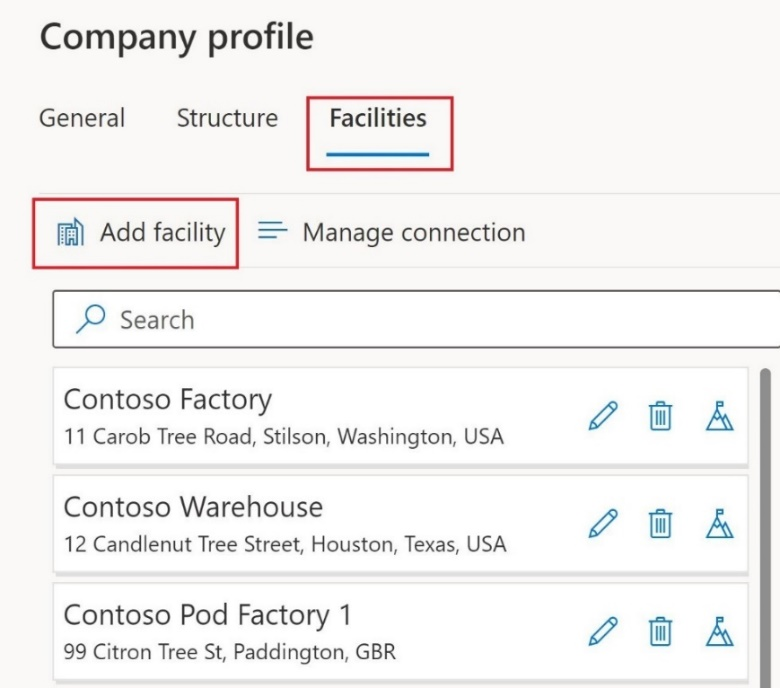 Company profile
General Structure Facilities
Add facility Manage connection
Search
Contoso Factory
11 Carob Tree Road, Stilson, Washington, USA
Contoso Warehouse
12 Candlenut Tree Street, Houston, Texas, USA
Contoso Pod Factory 1
99 Citron Tree St, Paddington, GBR